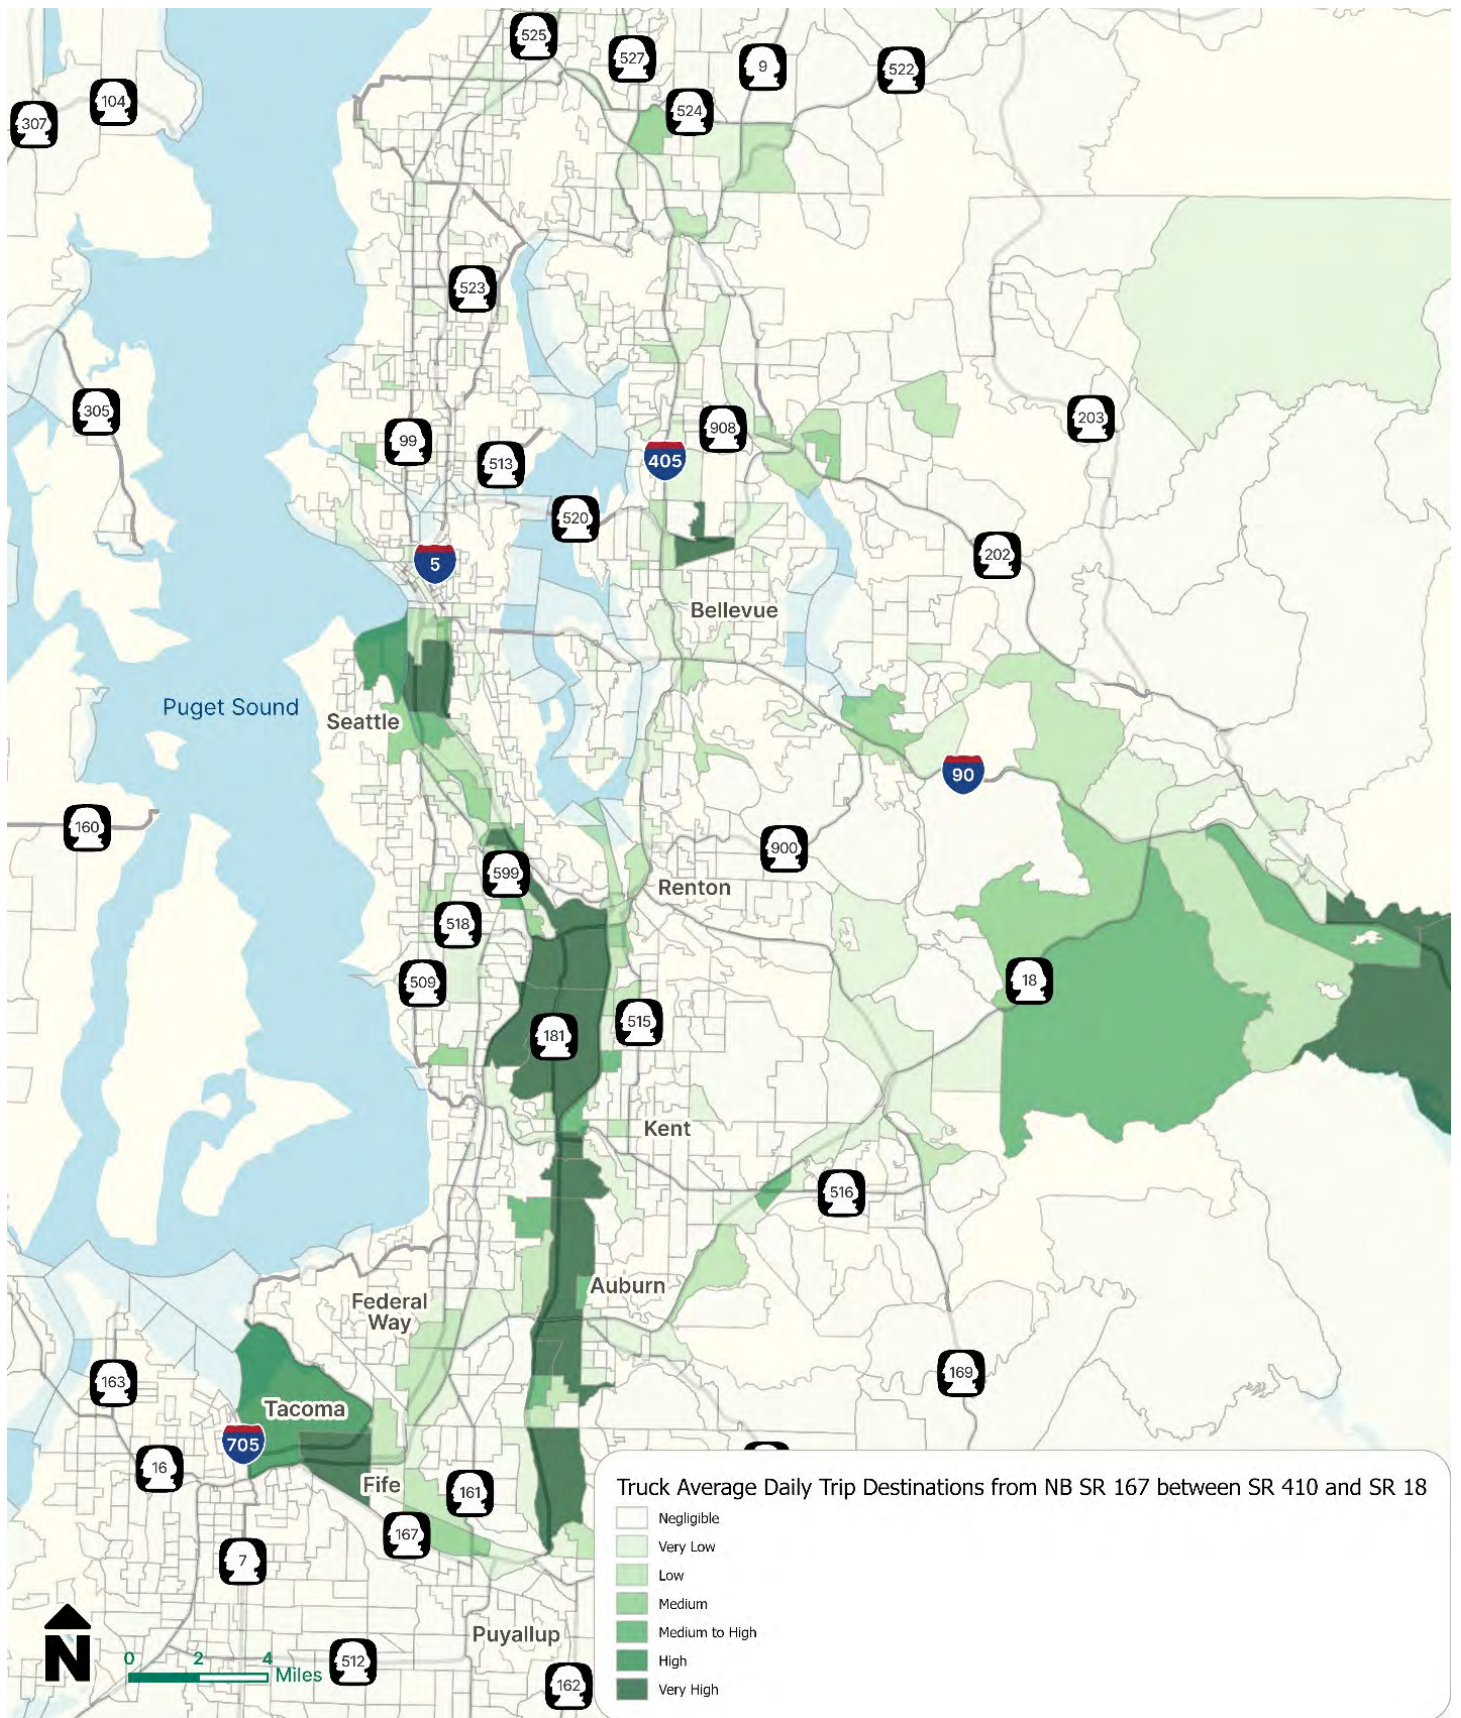 525
527
9
522
104
524
307
523
305
99
908
203
513
405
520
202
5
Bellevue
Puget Sound
Seattle
90
160
900
599
Renton
518
509
18
181
515
Kent
516
Auburn
Federal
Way
163
169
Tacoma
705
16
Fife
161
167
7
Puyallup
512
162
N
0 2 4
Miles
Truck Average Daily Trip Destinations from NB SR 167 between SR 410 and SR 18
Negligible
Very Low
Low
Medium
Medium to High
High
Very High